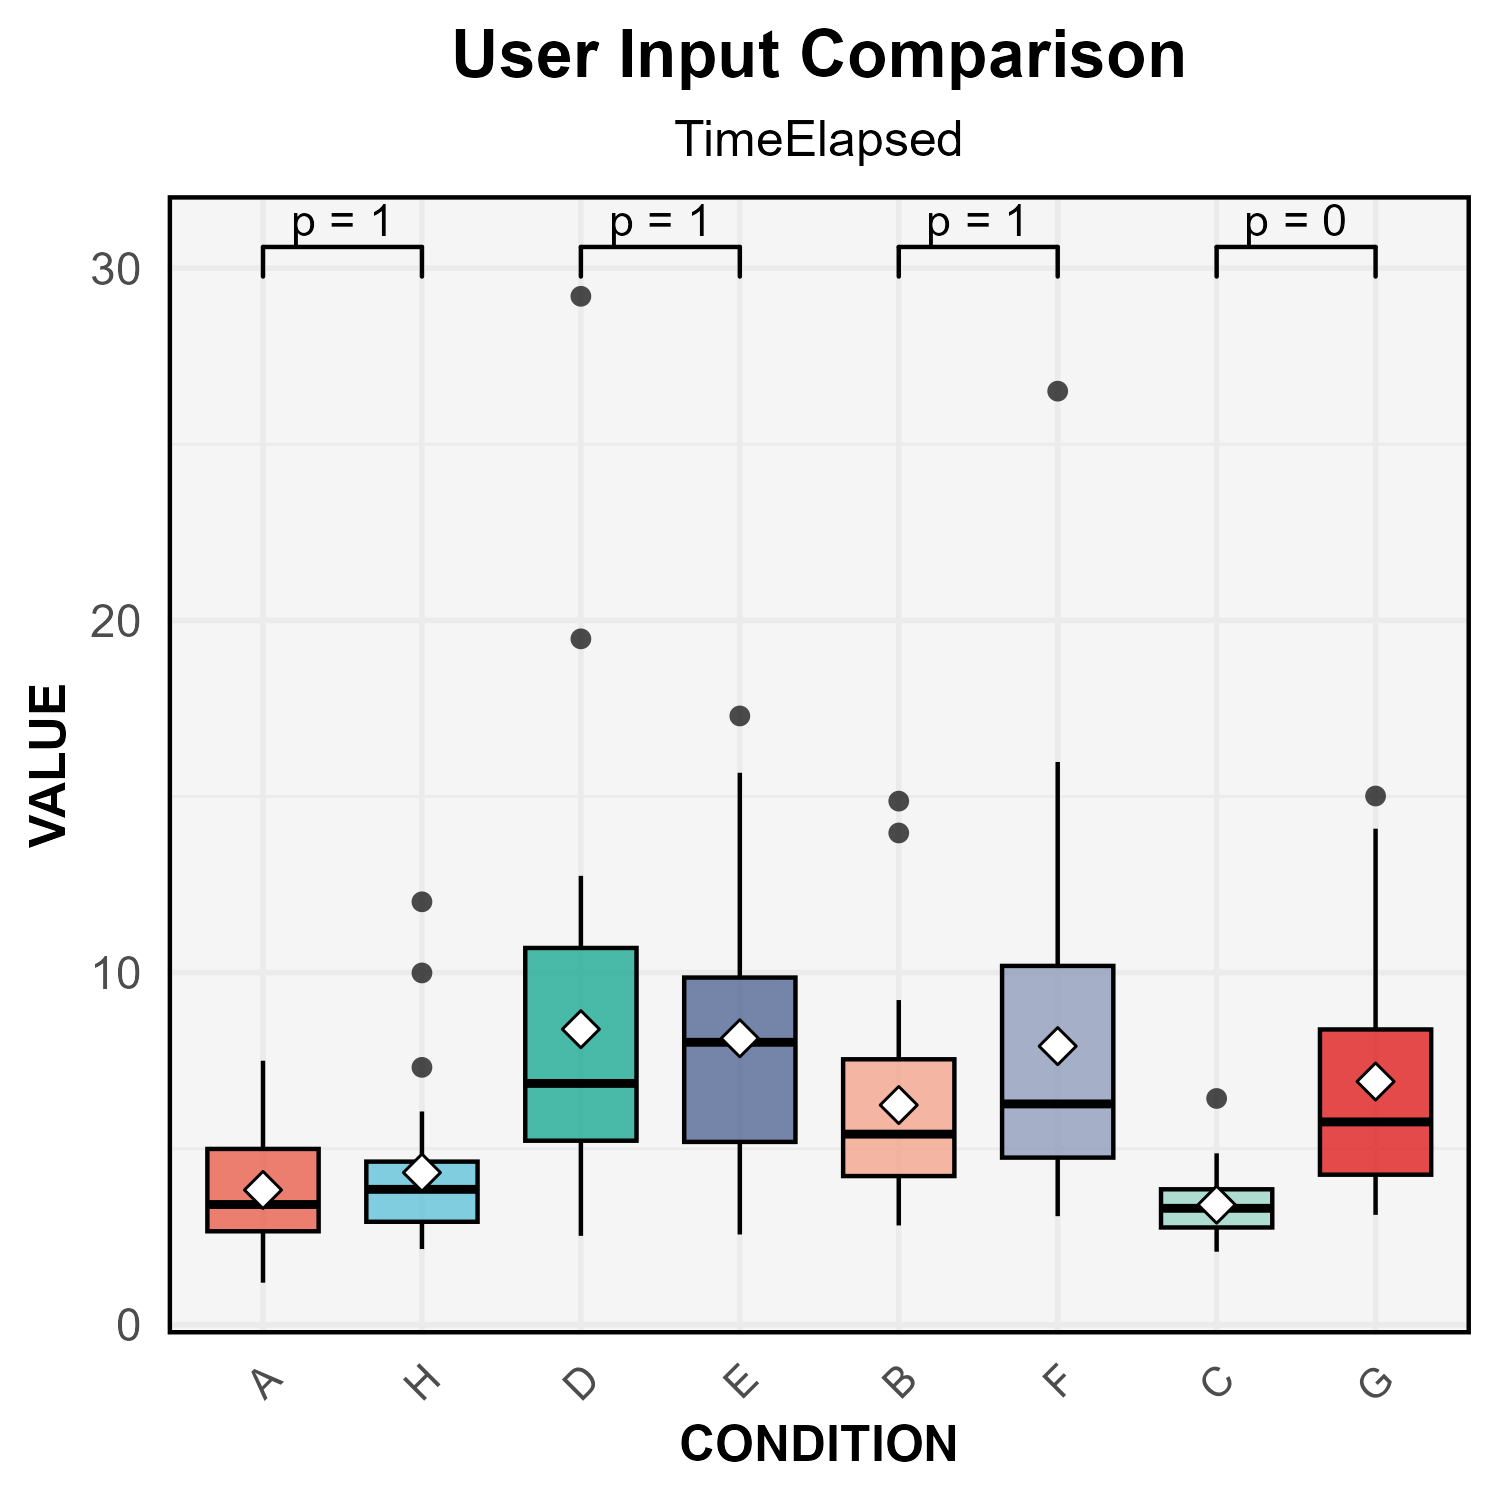 User Input Comparison
TimeElapsed
p = 1 p = 1 p = 1 p = 0
30
20
10
0
VALUE
A H D E B F C G
CONDITION